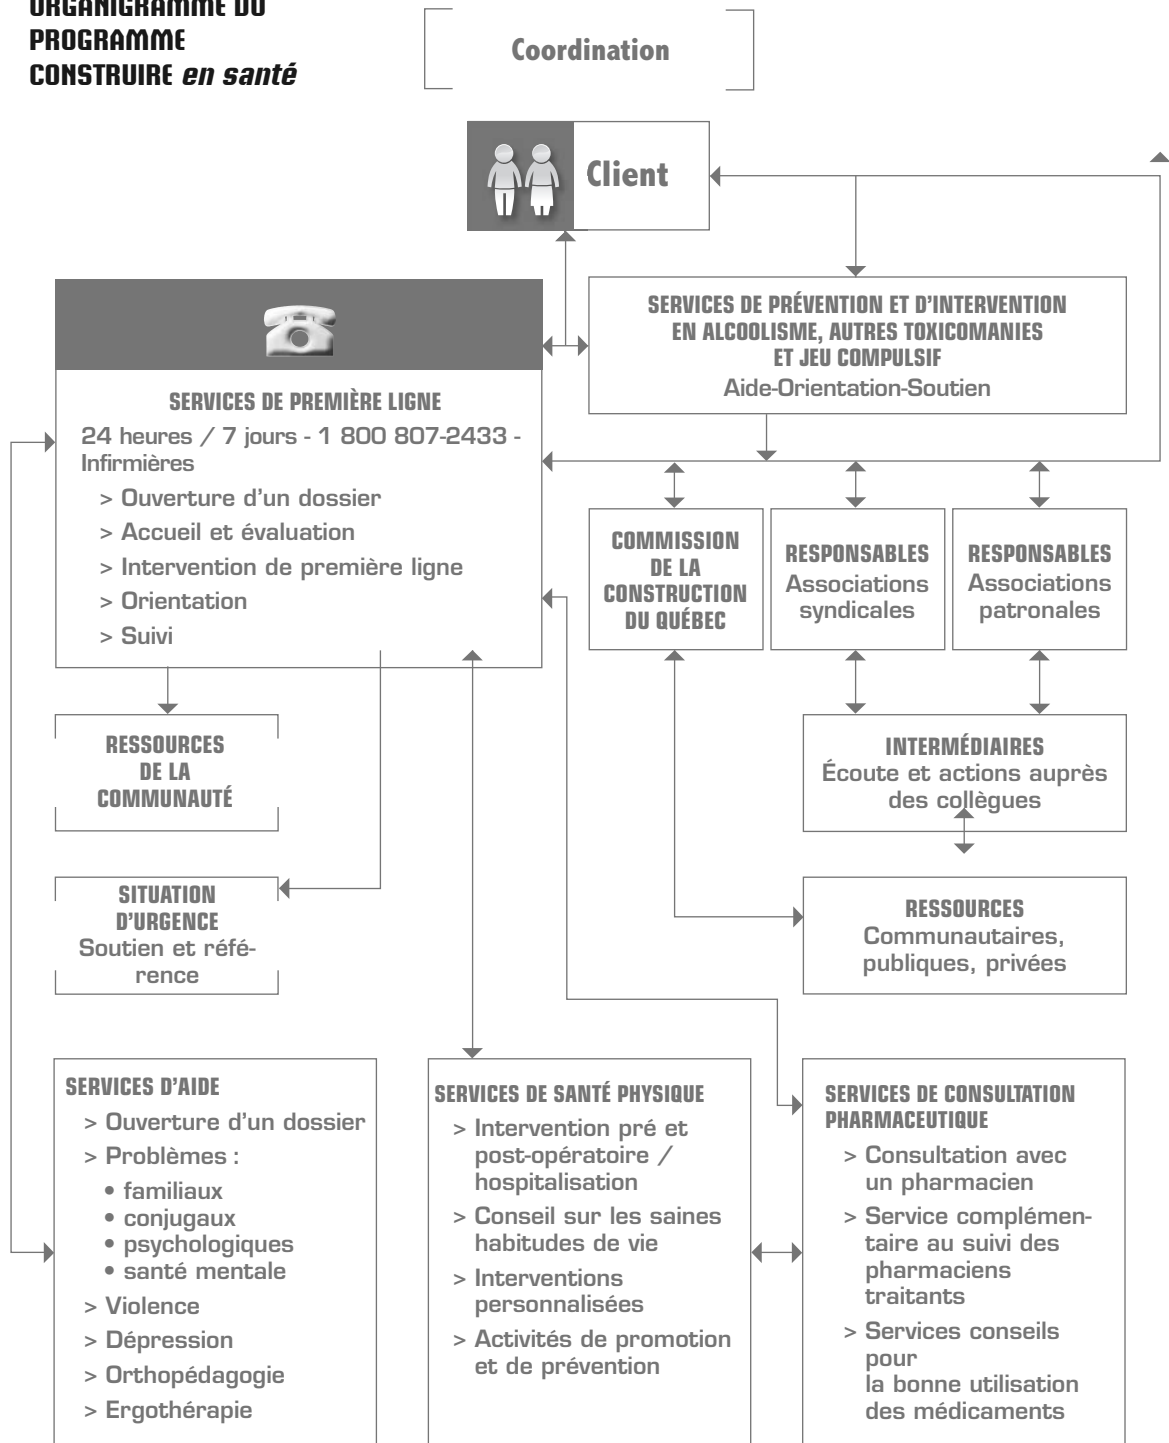 ORGANIGRAMME DU
PROGRAMME
CONSTRUIRE en santé
Coordination
Client
SERVICES DE PREMIÈRE LIGNE
24 heures / 7 jours - 1 800 807-2433 -
Infirmières
> Ouverture d'un dossier
> Accueil et évaluation
> Intervention de première ligne
> Orientation
> Suivi
SERVICES DE PRÉVENTION ET D'INTERVENTION
EN ALCOOLISME, AUTRES TOXICOMANIES
ET JEU COMPULSIF
Aide-Orientation-Soutien
COMMISSION
DE LA
CONSTRUCTION
DU QUÉBEC
RESPONSABLES
Associations
syndicales
RESPONSABLES
Associations
patronales
RESSOURCES
DE LA
COMMUNAUTÉ
INTERMÉDIAIRES
Écoute et actions auprès
des collègues
SITUATION
D'URGENCE
Soutien et réfé-
rence
RESSOURCES
Communautaires,
publiques, privées
SERVICES D'AIDE
> Ouverture d'un dossier
> Problèmes :
• familiaux
• conjugaux
• psychologiques
• santé mentale
> Violence
> Dépression
> Orthopédagogie
> Ergothérapie
SERVICES DE SANTÉ PHYSIQUE
> Intervention pré et
post-opératoire /
hospitalisation
> Conseil sur les saines
habitudes de vie
> Interventions
personnalisées
> Activités de promotion
et de prévention
SERVICES DE CONSULTATION
PHARMACEUTIQUE
> Consultation avec
un pharmacien
> Service complémen-
taire au suivi des
pharmaciens
traitants
> Services conseils
pour
la bonne utilisation
des médicaments